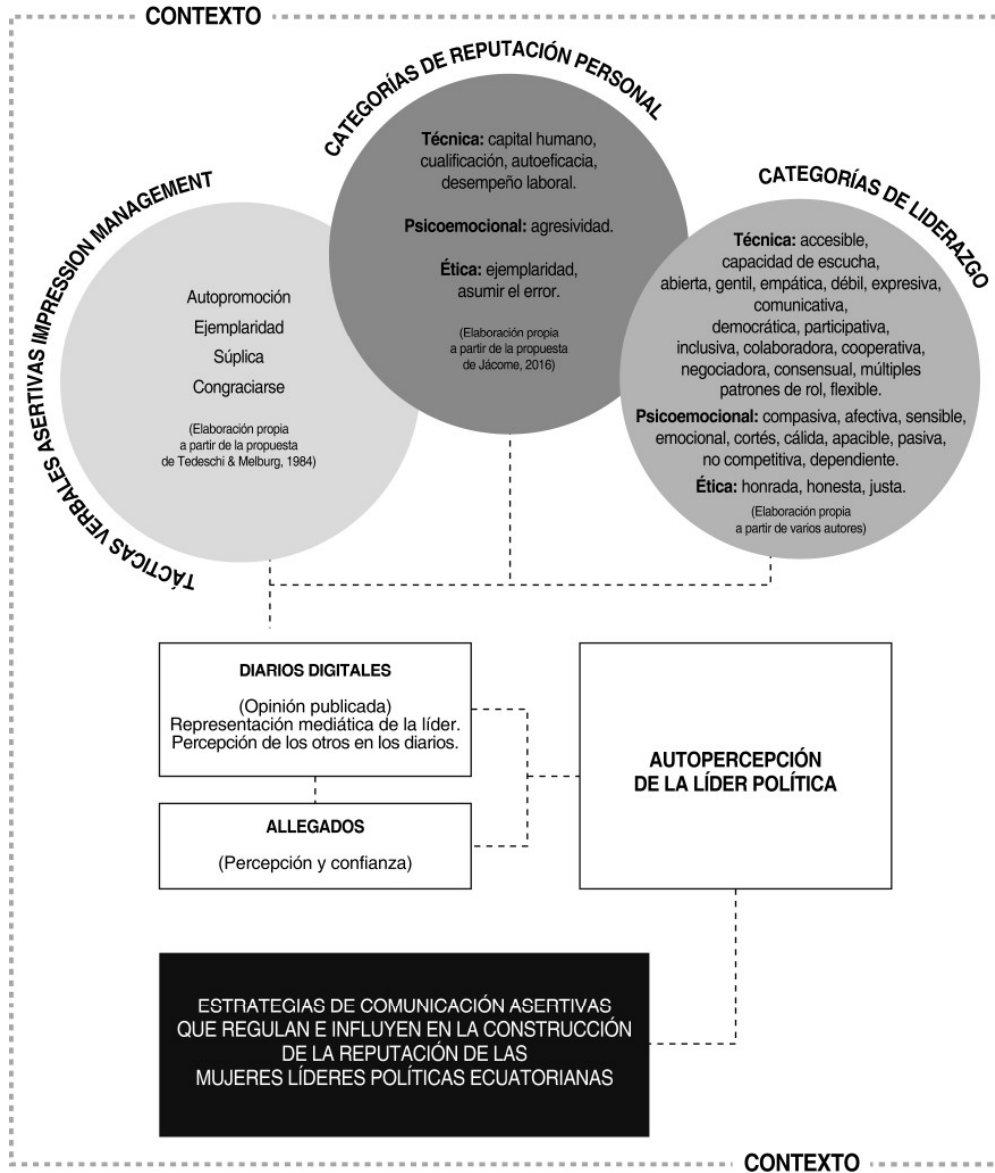 CONTEXTO
TÁCTICAS VERBALES ASERTIVAS IMPRESSION MANAGEMENT
Autopromoción
Ejemplaridad
Súplica
Congraciarse
(Elaboración propia
a partir de la propuesta
de Tedeschi & Melburg, 1984)
CATEGORÍAS DE REPUTACIÓN PERSONAL
Técnica: capital humano,
cualificación, autoeficacia,
desempeño laboral.
Psicoemocional: agresividad.
Ética: ejemplaridad,
asumir el error.
(Elaboración propia
a partir de la propuesta
de Jácome, 2016)
CATEGORÍAS DE LIDERAZGO
Técnica: accesible,
capacidad de escucha,
abierta, gentil, empática, débil, expresiva,
comunicativa,
democrática, participativa,
inclusiva, colaboradora, cooperativa,
negociadora, consensual, múltiples
patrones de rol, flexible.
Psicoemocional: compasiva, afectiva, sensible,
emocional, cortés, cálida, apacible, pasiva,
no competitiva, dependiente.
Ética: honrada, honesta, justa.
(Elaboración propia
a partir de varios autores)
DIARIOS DIGITALES
(Opinión publicada)
Representación mediática de la líder.
Percepción de los otros en los diarios.
ALLEGADOS
(Percepción y confianza)
AUTOPERCEPCIÓN
DE LA LÍDER POLÍTICA
ESTRATEGIAS DE COMUNICACIÓN ASERTIVAS
QUE REGULAN E INFLUYEN EN LA CONSTRUCCIÓN
DE LA REPUTACIÓN DE LAS
MUJERES LÍDERES POLÍTICAS ECUATORIANAS
CONTEXTO